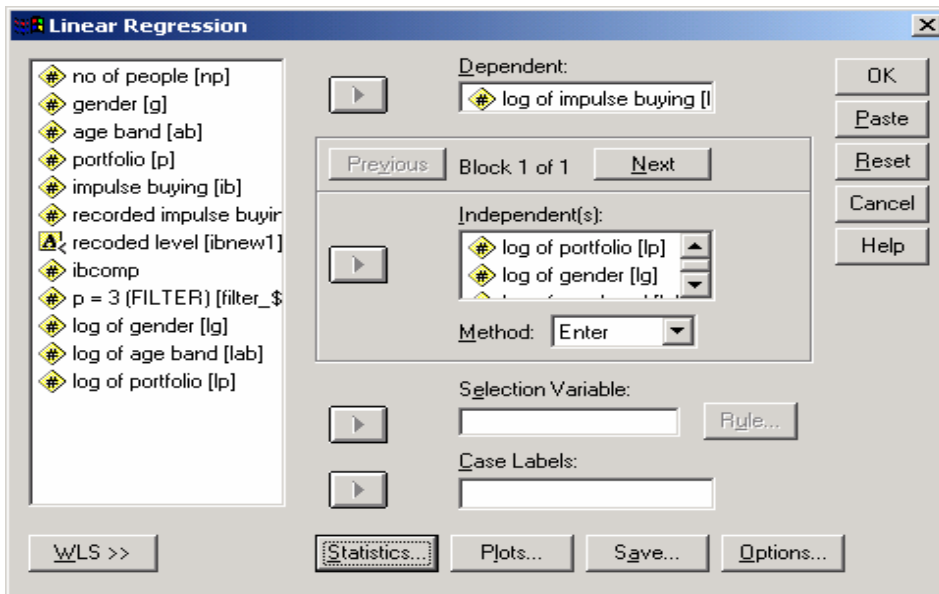 Linear Regression
no of people [np]
gender [g]
age band [ab]
portfolio [p]
impulse buying [ib]
recorded impulse buyin
recoded level [ibnew1]
ibcomp
p = 3 (FILTER) [filter_$
log of gender [lg]
log of age band [lab]
log of portfolio [lp]
WLS >>
Dependent:
log of impulse buying [l
Previous
Block 1 of 1
Next
Independent(s):
log of portfolio [lp]
log of gender [lg]
Method:
Enter
Selection Variable:
Rule...
Case Labels:
Statistics...
Plots...
Save...
Options...
OK
Paste
Reset
Cancel
Help